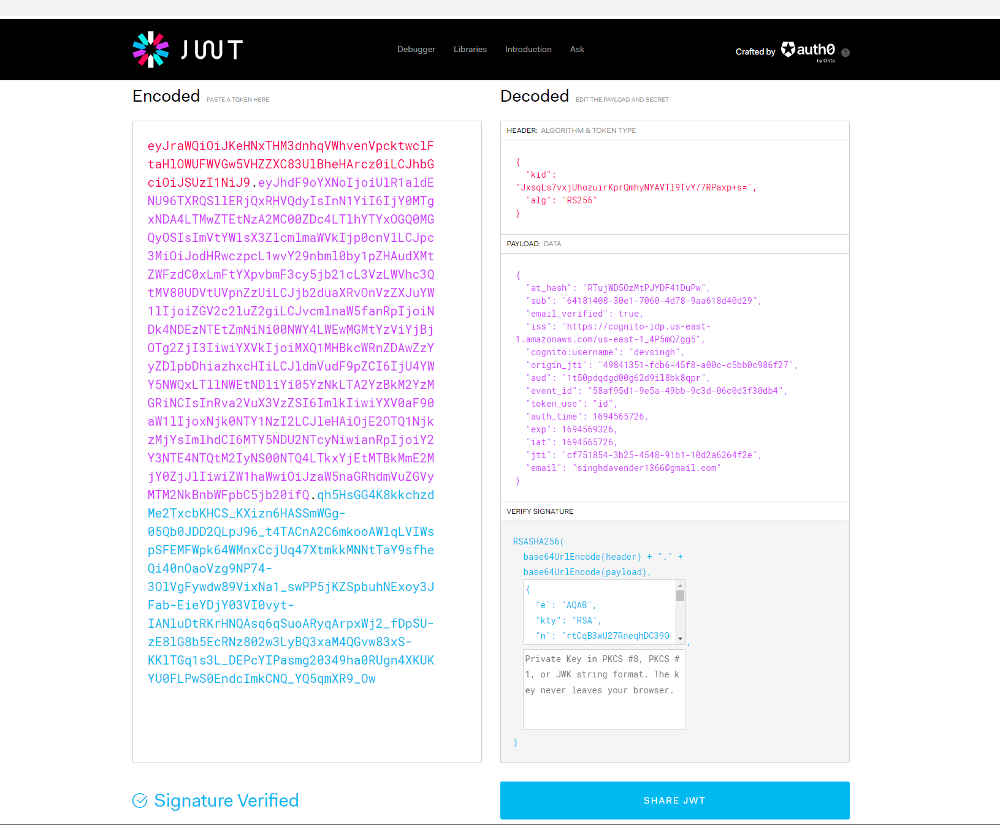 JWT
Debugger
Libraries
Introduction
Ask
Crafted by auth0
by Okta
?
Encoded PASTE A TOKEN HERE
eyJraWQiOiJKeHNxTHM3dnhqVWhvenVpcktwclF
taHlOWUFWVGw5VHZZXC83UlBheHArcz0iLCJhbG
ciOiJSUzI1NiJ9.eyJhdF9oYXNoIjoiUlR1aldE
NU96TXRQSllERjQxRHVQdyIsInN1YiI6IjY0MTg
xNDA4LTMwZTEtNzA2MC00ZDc4LTlhYTYxOGQ0MG
QyOSIsImVtYWlsX3ZlcmlmaWVkIjp0cnVlLCJpc
3MiOiJodHRwczpcL1wvY29nbml0by1pZHAudXMt
ZWFzdC0xLmFtYXpvbmF3cy5jb21cL3VzLWVhc3Q
tMV80UDVtUVpnZzUiLCJjb2duaXRvOnVzZXJuYW
1lIjoiZGV2c2luZ2giLCJvcmlnaW5fanRpIjoiN
Dk4NDEzNTEtZmNiNi00NWY4LWEwMGMtYzViYjBj
OTg2ZjI3IiwiYXVkIjoiMXQ1MHBkcWRnZDAwZzY
yZDlpbDhiazhxcHIiLCJldmVudF9pZCI6IjU4YW
Y5NWQxLTllNWEtNDliYi05YzNkLTA2YzBkM2YzM
GRiNCIsInRva2VuX3VzZSI6ImlkIiwiYXV0aF90
aW1lIjoxNjk0NTY1NzI2LCJleHAiOjE2OTQ1Njk
zMjYsImlhdCI6MTY5NDU2NTcyNiwianRpIjoiY2
Y3NTE4NTQtM2IyNS00NTQ4LTkxYjEtMTBkMmE2M
jY0ZjJlIiwiZW1haWwiOiJzaW5naGRhdmVuZGVy
MTM2NkBnbWFpbC5jb20ifQ.qh5HsGG4K8kkchzd
Me2TxcbKHCS_KXizn6HASSmWGg-
05Qb0JDD2QLpJ96_t4TACnA2C6mkooAWlqLVIWs
pSFEMFWpk64WMnxCcjUq47XtmkkMNNtTaY9sfhe
Qi40nOaoVzg9NP74-
3OlVgFywdw89VixNa1_swPP5jKZSpbuhNExoy3J
Fab-EieYDjY03VI0vyt-
IANluDtRKrHNQAsq6qSuoARyqArpxWj2_fDpSU-
zE8lG8b5EcRNz802w3LyBQ3xaM4QGvw83xS-
KKlTGq1s3L_DEPcYIPasmg20349ha0RUgn4XKUK
YU0FLPwS0EndcImkCNQ_YQ5qmXR9_Ow
Signature Verified
Decoded EDIT THE PAYLOAD AND SECRET
HEADER: ALGORITHM & TOKEN TYPE
{
"kid":
"JxsqLs7vxjUhozuirKprQmhyNYAVTl9TvY/7RPaxp+s=",
"alg": "RS256"
}
PAYLOAD: DATA
{
"at_hash": "RTujWD5OzMtPJYDF41DuPw",
"sub": "64181408-30e1-7060-4d78-9aa618d40d29",
"email_verified": true,
"iss": "https://cognito-idp.us-east-
1.amazonaws.com/us-east-1_4P5mQZgg5",
"cognito:username": "devsingh",
"origin_jti": "49841351-fcb6-45f8-a00c-c5bb0c986f27",
"aud": "1t50pdqdgd00g62d9il8bk8qpr",
"event_id": "58af95d1-9e5a-49bb-9c3d-06c0d3f30db4",
"token_use": "id",
"auth_time": 1694565726,
"exp": 1694569326,
"iat": 1694565726,
"jti": "cf751854-3b25-4548-91b1-10d2a6264f2e",
"email": "singhdavender1366@gmail.com"
}
VERIFY SIGNATURE
RSASHA256(
base64UrlEncode(header) + "." +
base64UrlEncode(payload),
{
"e": "AQAB",
"kty": "RSA",
"n": "rtCqB3wU27RneqhDC39O
,
Private Key in PKCS #8, PKCS #
1, or JWK string format. The k
ey never leaves your browser.
)
SHARE JWT